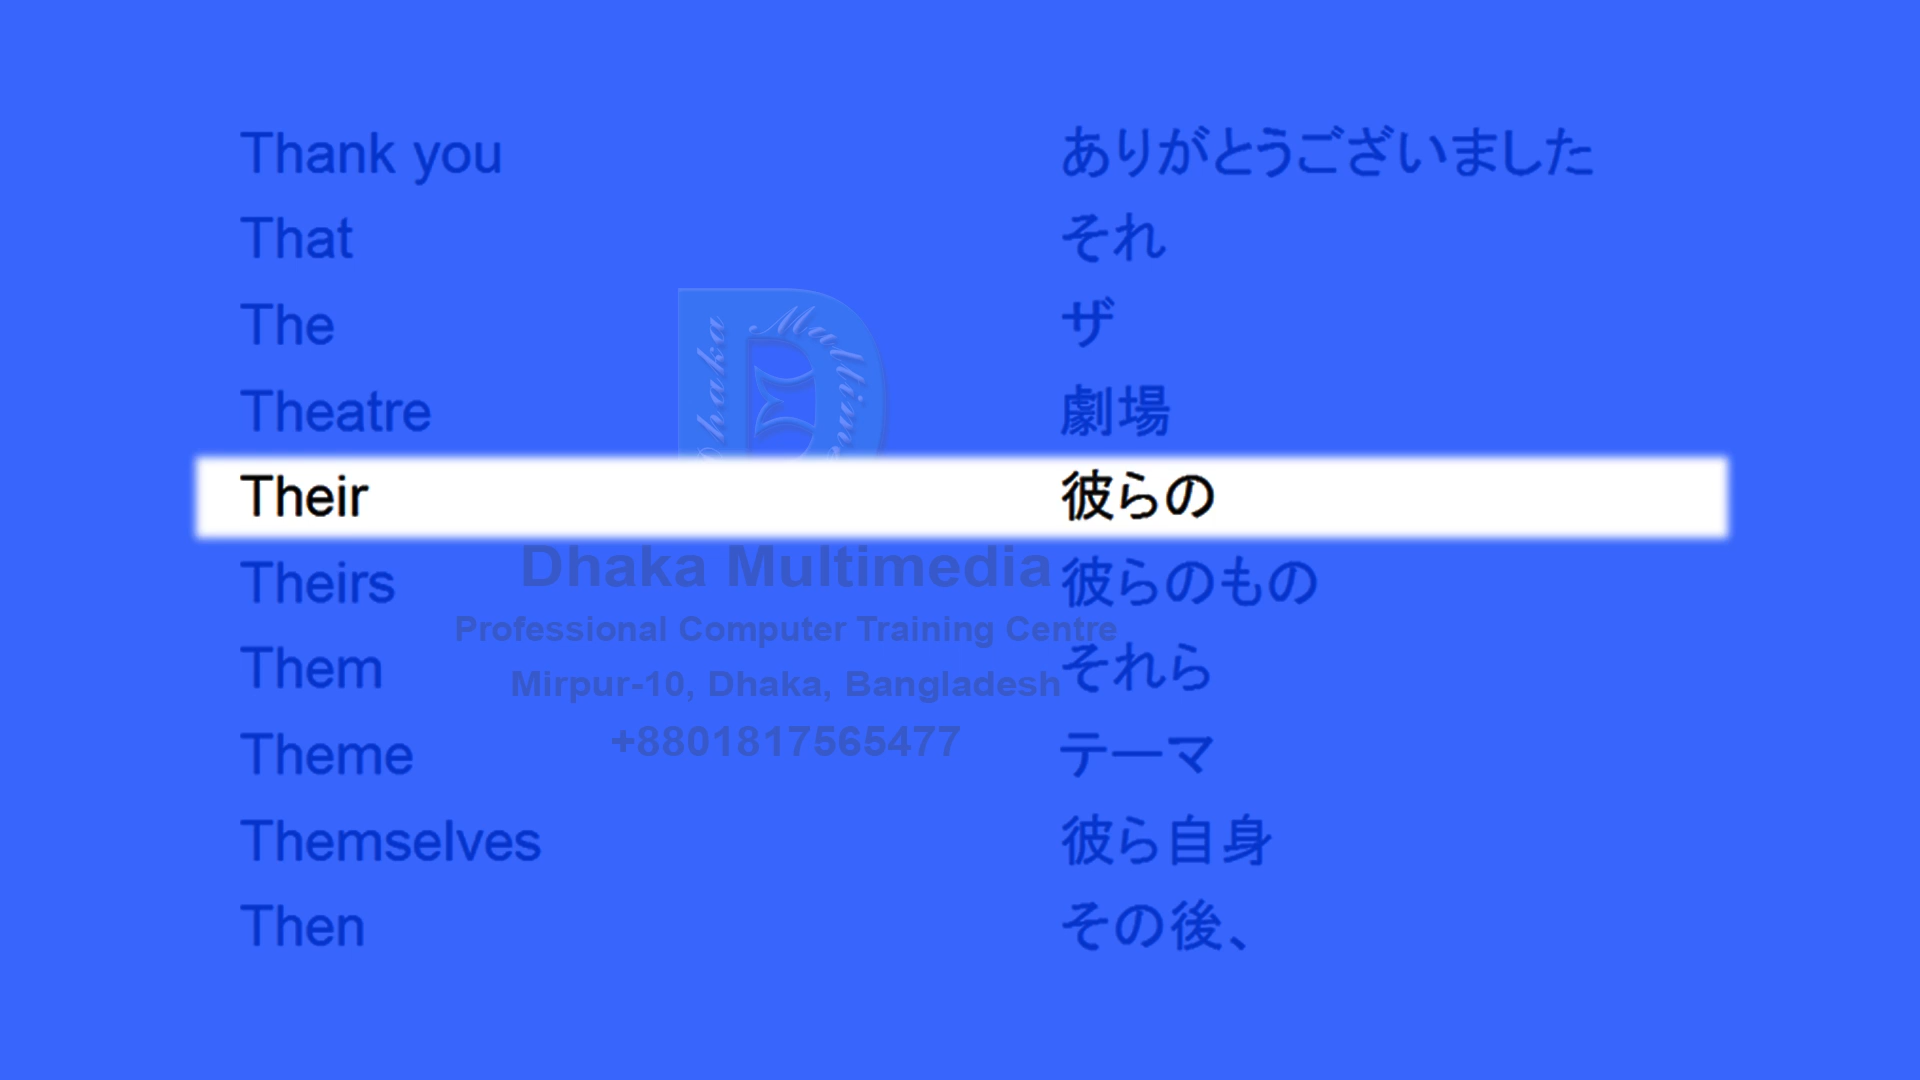 Thank you ありがとうございました
That それ
The ザ
Theatre 劇場
Their 彼らの
Theirs 彼らのもの
Them それら
Theme テーマ
Themselves 彼ら自身
Then その後、
Dhaka
Dhaka Multimedia
Professional Computer Training Centre
Mirpur-10, Dhaka, Bangladesh
+8801817565477